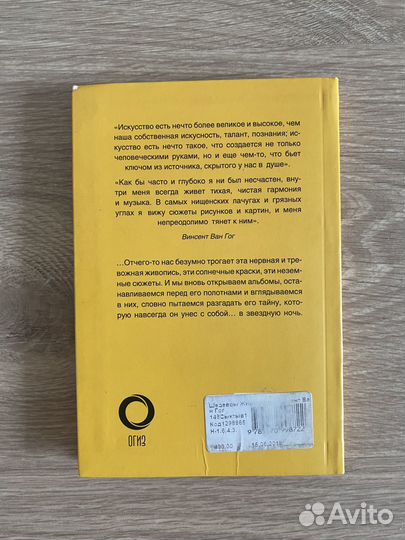 «Искусство есть нечто более великое и высокое, чем
наша собственная искусность, талант, познания; ис-
кусство есть нечто такое, что создается не только
человеческими руками, но и еще чем-то, что бьет
ключом из источника, скрытого у нас в душе».
«Как бы часто и глубоко я ни был несчастен, вну-
три меня всегда живет тихая, чистая гармония
и музыка. В самых нищенских лачугах и грязных
углах я вижу сюжеты рисунков и картин, и меня
непреодолимо тянет к ним».
Винсент Ван Гог
...Отчего-то нас безумно трогает эта нервная и тре-
вожная живопись, эти солнечные краски, эти незем-
ные сюжеты. И мы вновь открываем альбомы, оста-
навливаемся перед его полотнами и вглядываемся
в них, словно пытаемся разгадать его тайну, кото-
рую навсегда он унес с собой... в звездную ночь.
ОГИЗ
Шедевры
н Гог
Avito